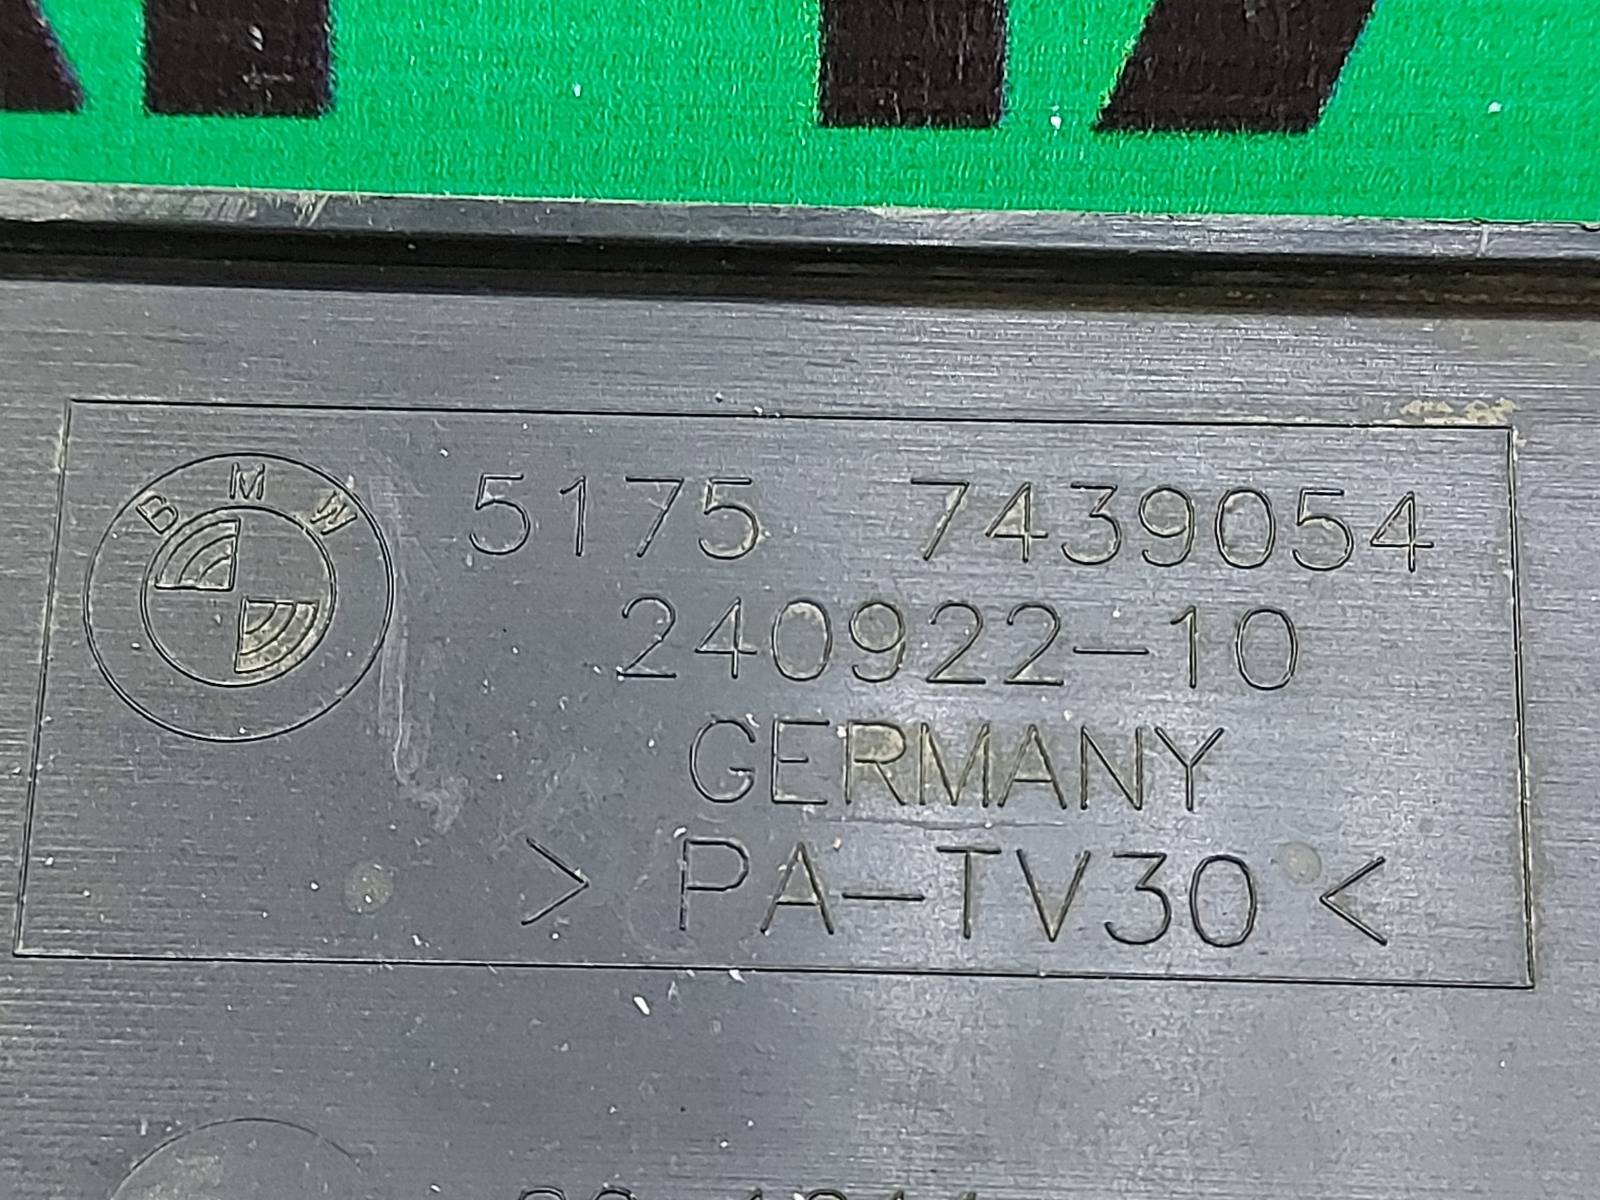 BMW
5175 7439054
240922-10
GERMANY
> PA-TV30 <